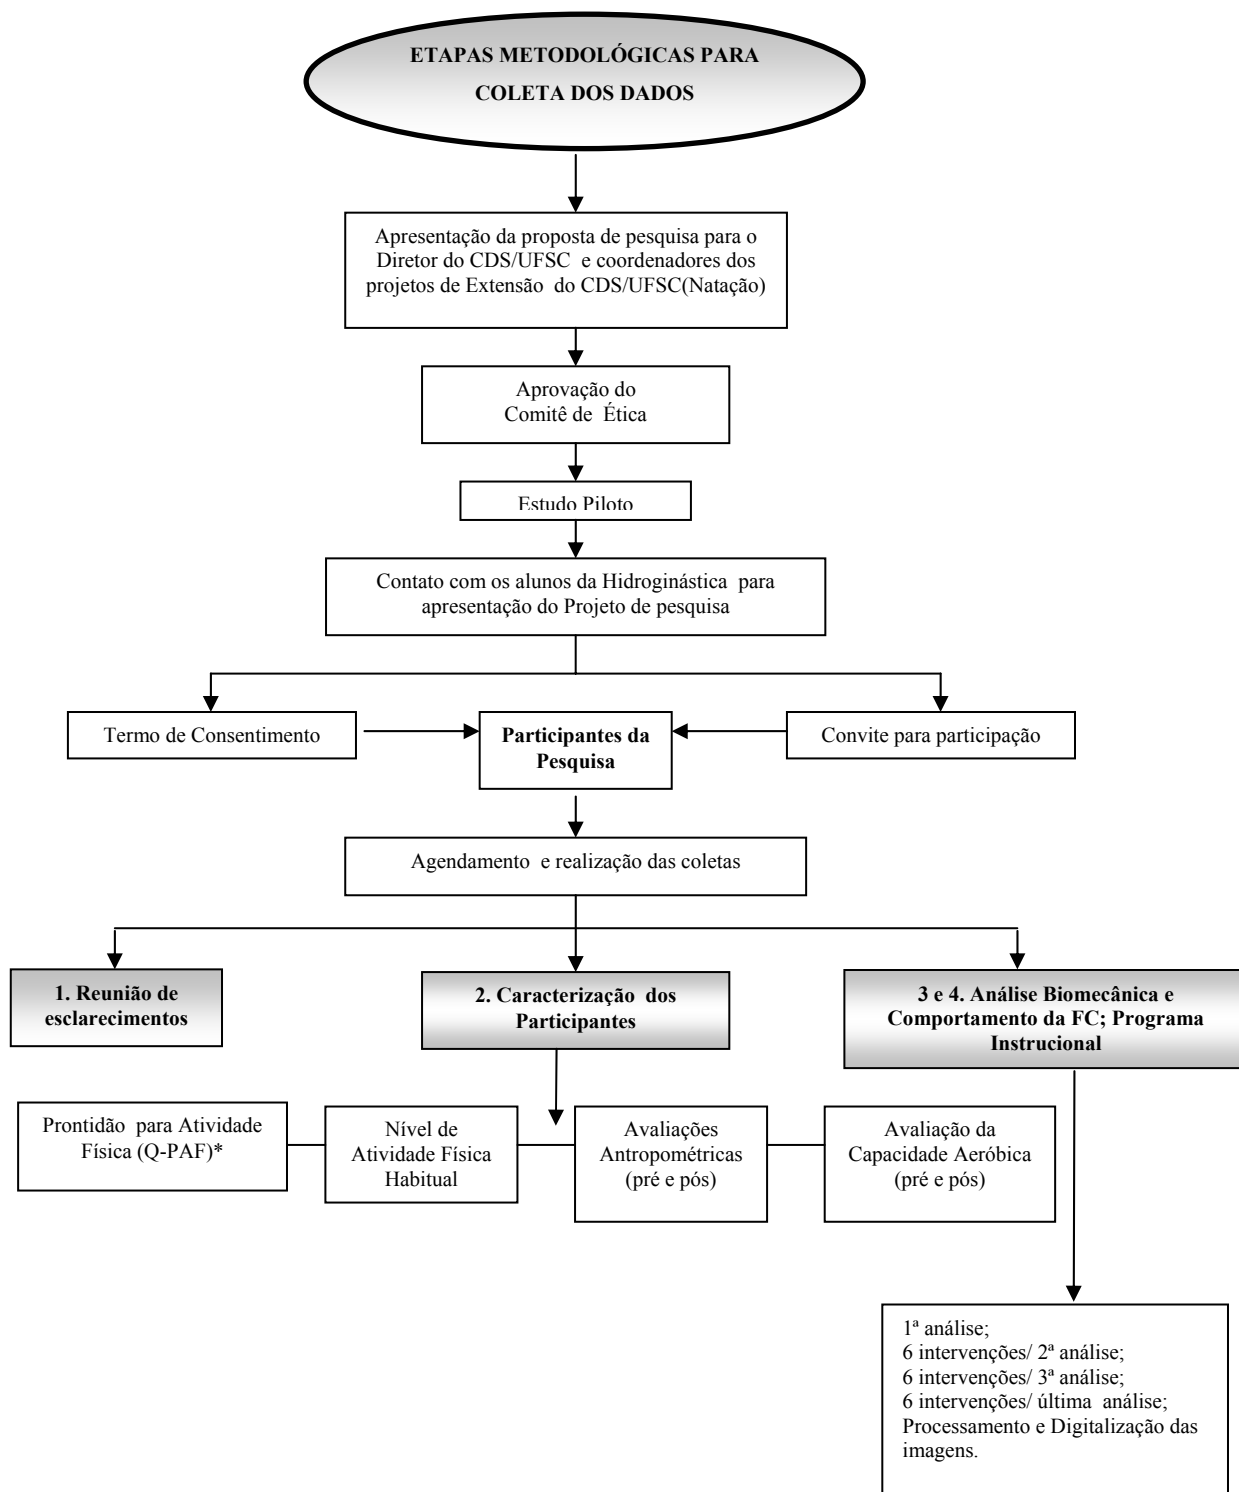 ETAPAS METODOLÓGICAS PARA
COLETA DOS DADOS
Apresentação da proposta de pesquisa para o
Diretor do CDS/UFSC e coordenadores dos
projetos de Extensão do CDS/UFSC(Natação)
Aprovação do
Comitê de Ética
Estudo Piloto
Contato com os alunos da Hidroginástica para
apresentação do Projeto de pesquisa
Termo de Consentimento
Participantes da
Pesquisa
Convite para participação
Agendamento e realização das coletas
1. Reunião de
esclarecimentos
2. Caracterização dos
Participantes
3 e 4. Análise Biomecânica e
Comportamento da FC; Programa
Instrucional
Prontidão para Atividade
Física (Q-PAF)*
Nível de
Atividade Física
Habitual
Avaliações
Antropométricas
(pré e pós)
Avaliação da
Capacidade Aeróbica
(pré e pós)
1ª análise;
6 intervenções/ 2ª análise;
6 intervenções/ 3ª análise;
6 intervenções/ última análise;
Processamento e Digitalização das
imagens.